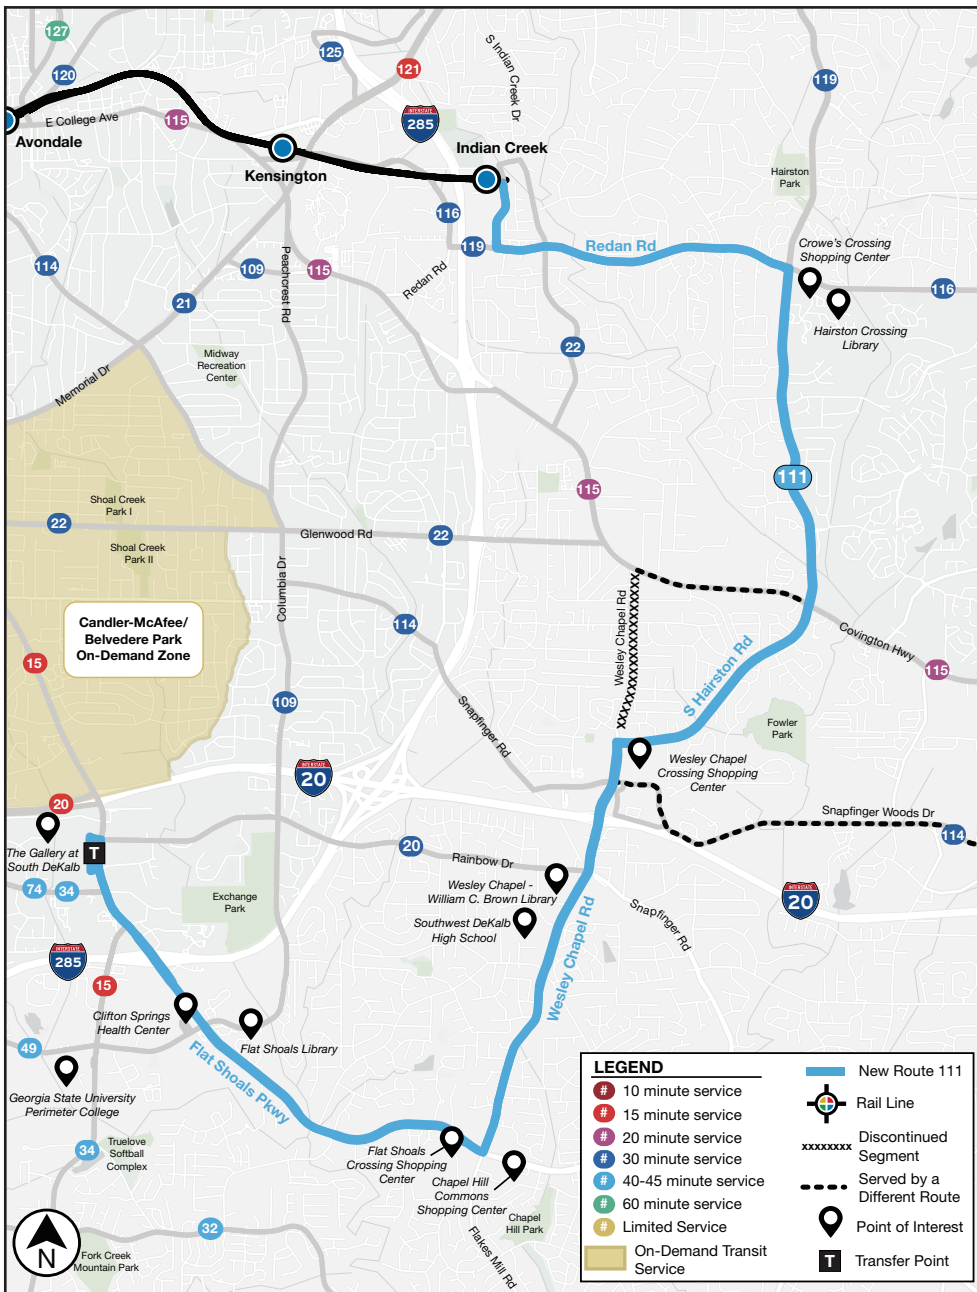 127
120
125
121
S Indian Creek Dr
119
INTERSTATE
285
E College Ave
115
Avondale
Kensington
Indian Creek
Hairston
Park
116
119
Redan Rd
Crowe's Crossing
Shopping Center
114
109
115
Peachcrest Rd
Redan Rd
116
21
Hairston Crossing
Library
22
Midway
Recreation
Center
Memorial Dr
111
115
Shoal Creek
Park I
22
Glenwood Rd
22
Shoal Creek
Park II
Columbia Dr
Wesley Chapel Rd
xxxxxxxxxxxxxxxxxxxx
Candler-McAfee/
Belvedere Park
On-Demand Zone
114
Covington Hwy
15
115
S Hairston Rd
109
Snapfinger Rd
Fowler
Park
Wesley Chapel
Crossing Shopping
Center
INTERSTATE
20
20
Snapfinger Woods Dr
114
The Gallery at
South DeKalb
T
20
Rainbow Dr
74
34
Wesley Chapel -
William C. Brown Library
INTERSTATE
20
Exchange
Park
Southwest DeKalb
High School
Snapfinger Rd
INTERSTATE
285
15
Wesley Chapel Rd
Clifton Springs
Health Center
Flat Shoals Library
49
Flat Shoals Pkwy
Georgia State University
Perimeter College
34
Truelove
Softball
Complex
Flat Shoals
Crossing Shopping
Center
Chapel Hill
Commons
Shopping Center
Chapel
Hill Park
32
Flakes Mill Rd
N
Fork Creek
Mountain Park
LEGEND
# 10 minute service
# 15 minute service
# 20 minute service
# 30 minute service
# 40-45 minute service
# 60 minute service
# Limited Service
On-Demand Transit
Service
New Route 111
Rail Line
xxxxxxxx Discontinued
Segment
Served by a
Different Route
Point of Interest
T Transfer Point